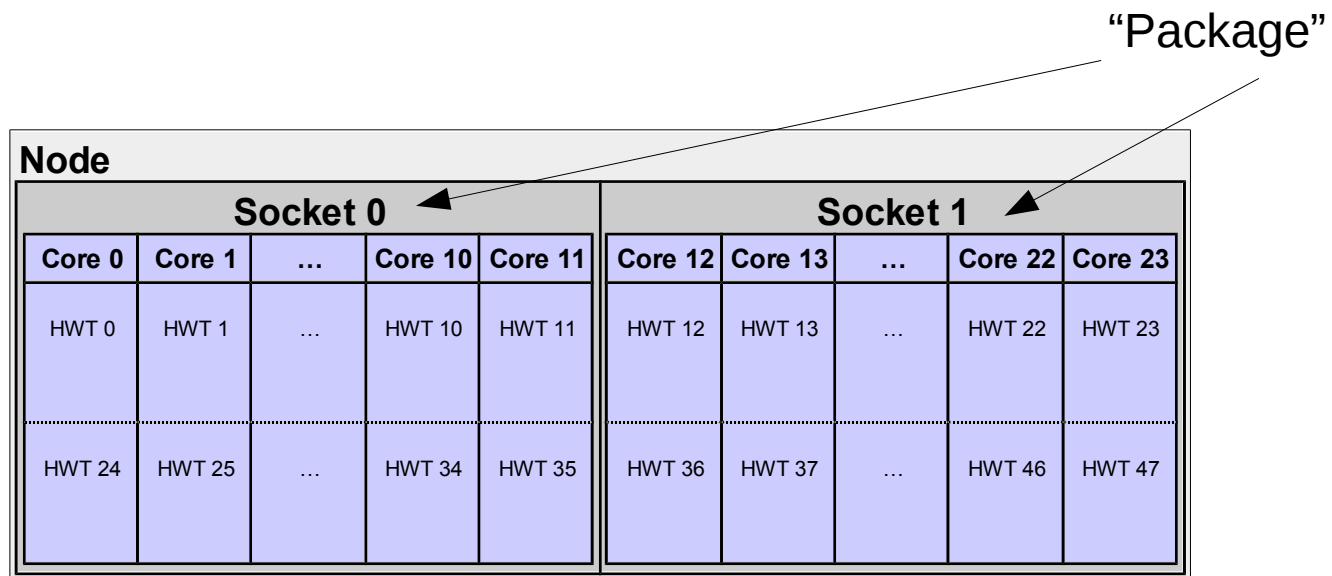 “Package”
Node
Socket 0 Socket 1
Core 0 Core 1 … Core 10 Core 11 Core 12 Core 13 … Core 22 Core 23
HWT 0 HWT 1 … HWT 10 HWT 11 HWT 12 HWT 13 … HWT 22 HWT 23
HWT 24 HWT 25 … HWT 34 HWT 35 HWT 36 HWT 37 … HWT 46 HWT 47